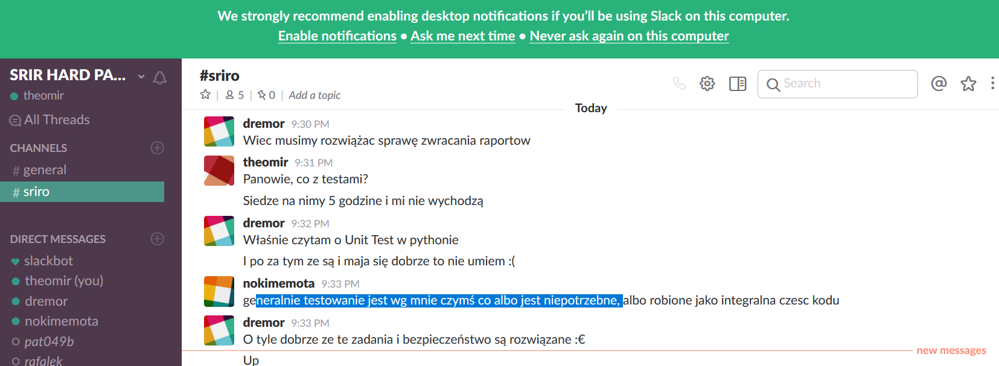 We strongly recommend enabling desktop notifications if you'll be using Slack on this computer.
Enable notifications ● Ask me next time ● Never ask again on this computer
SRIR HARD PA...
theomir
All Threads
CHANNELS
# general
# sriro
DIRECT MESSAGES
slackbot
theomir (you)
dremor
nokimemota
pat049b
rafalek
#sriro
5 | 0 | Add a topic
Search
Today
dremor 9:30 PM
Wiec musimy rozwiążac sprawę zwracania raportow
theomir 9:31 PM
Panowie, co z testami?
Siedze na nimy 5 godzine i mi nie wychodzą
dremor 9:32 PM
Właśnie czytam o Unit Test w pythonie
I po za tym ze są i maja się dobrze to nie umiem :(
nokimemota 9:33 PM
generalnie testowanie jest wg mnie czymś co albo jest niepotrzebne, albo robione jako integralna czesc kodu
dremor 9:33 PM
O tyle dobrze ze te zadania i bezpieczeństwo są rozwiązane :€
new messages
Up